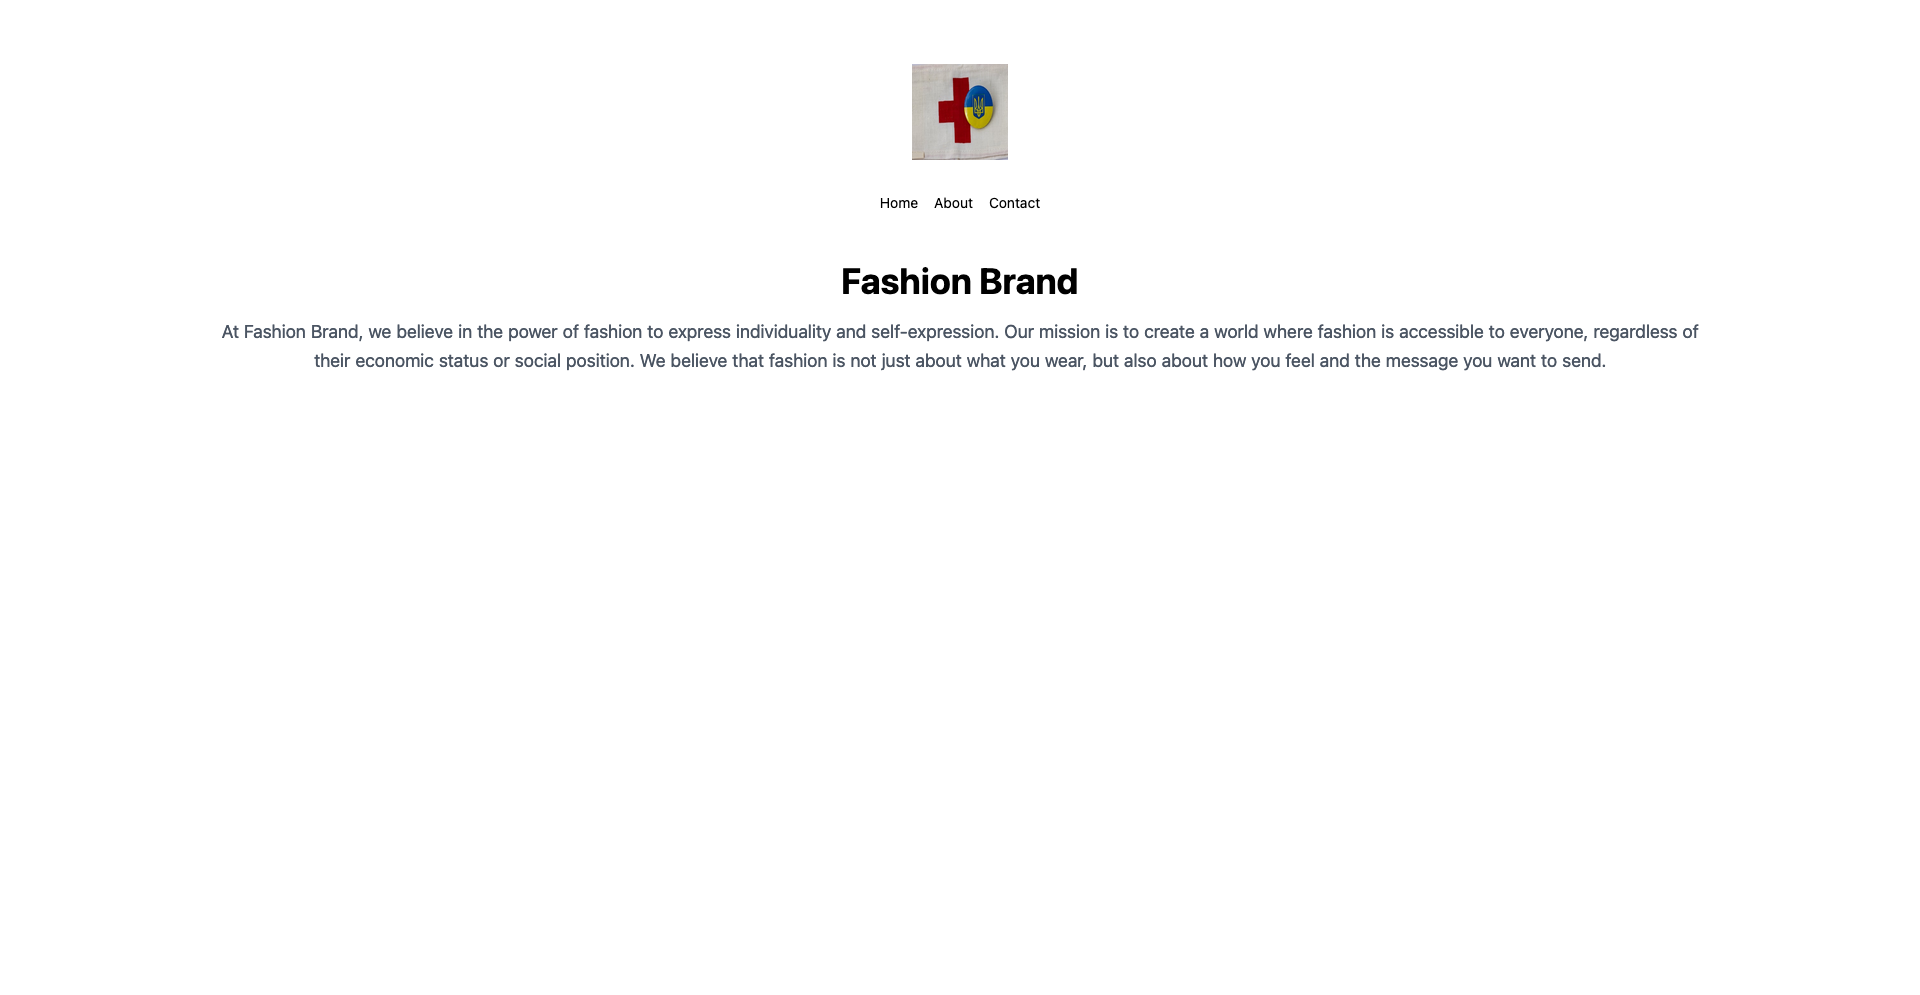 Home About Contact
Fashion Brand
At Fashion Brand, we believe in the power of fashion to express individuality and self-expression. Our mission is to create a world where fashion is accessible to everyone, regardless of
their economic status or social position. We believe that fashion is not just about what you wear, but also about how you feel and the message you want to send.